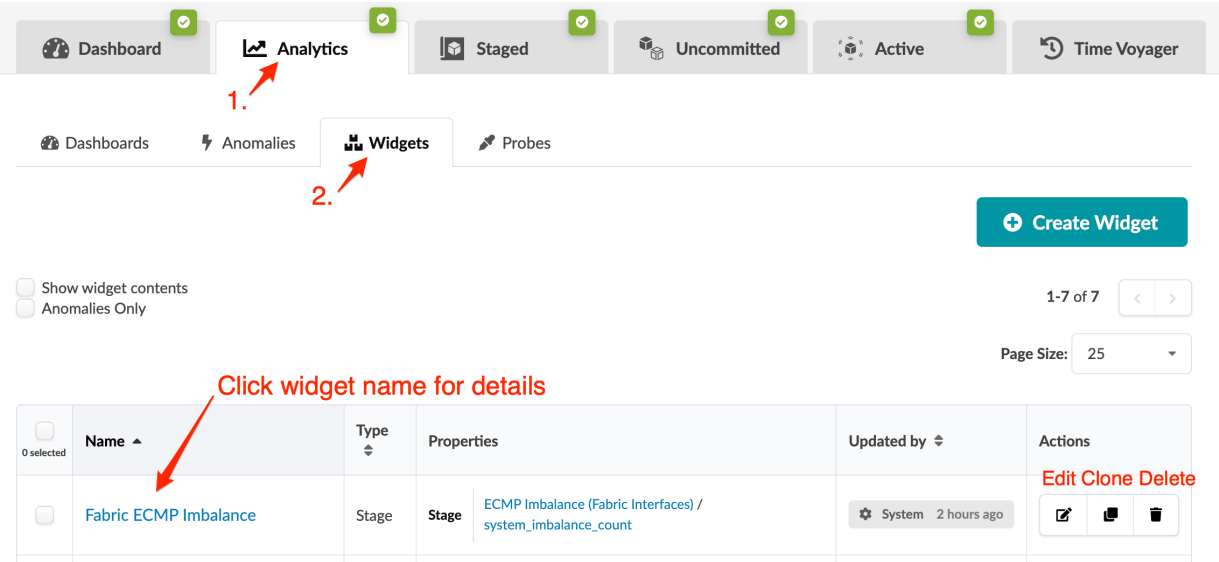 Dashboard
Analytics
Staged
Uncommitted
Active
Time Voyager
1.
Dashboards
Anomalies
Widgets
Probes
2.
Create Widget
Show widget contents
Anomalies Only
1-7 of 7
Page Size: 25
Click widget name for details
0 selected
Name
Type
Properties
Updated by
Actions
Edit Clone Delete
Fabric ECMP Imbalance
Stage
Stage
ECMP Imbalance (Fabric Interfaces) /
system_imbalance_count
System 2 hours ago